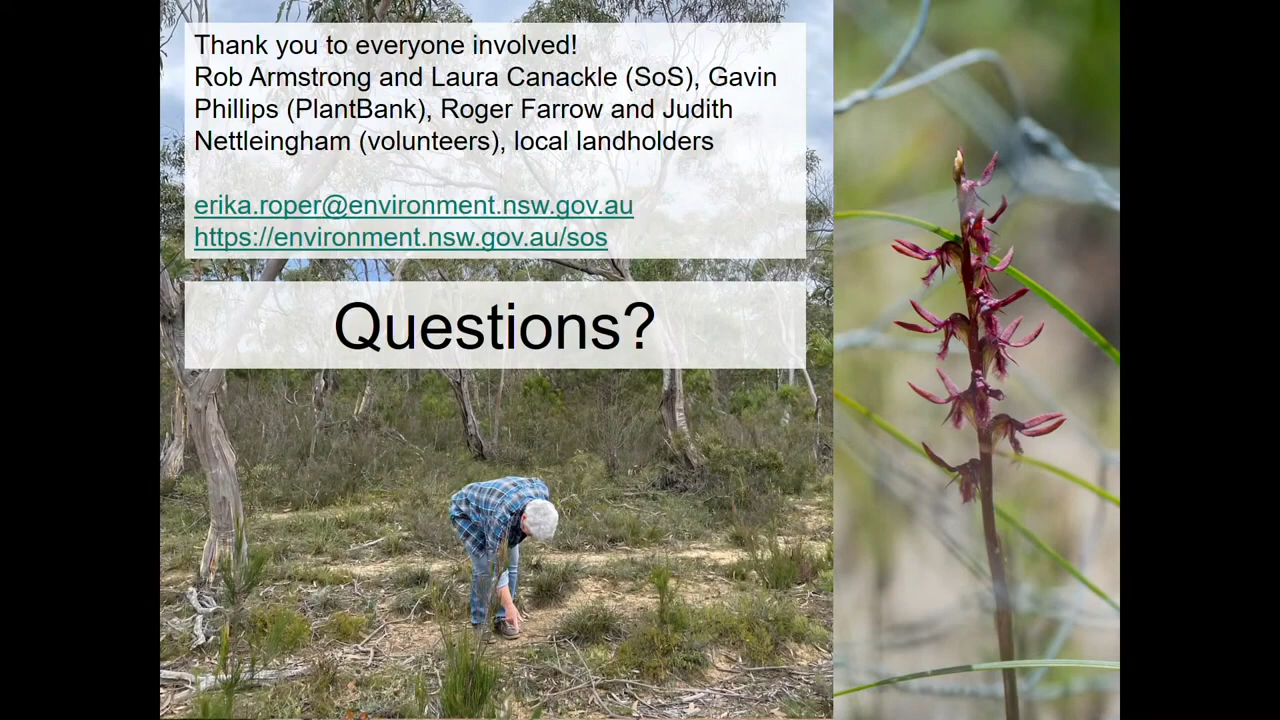 Thank you to everyone involved!
Rob Armstrong and Laura Canackle (SoS), Gavin
Phillips (PlantBank), Roger Farrow and Judith
Nettleingham (volunteers), local landholders
erika.roper@environment.nsw.gov.au
https://environment.nsw.gov.au/sos
Questions?